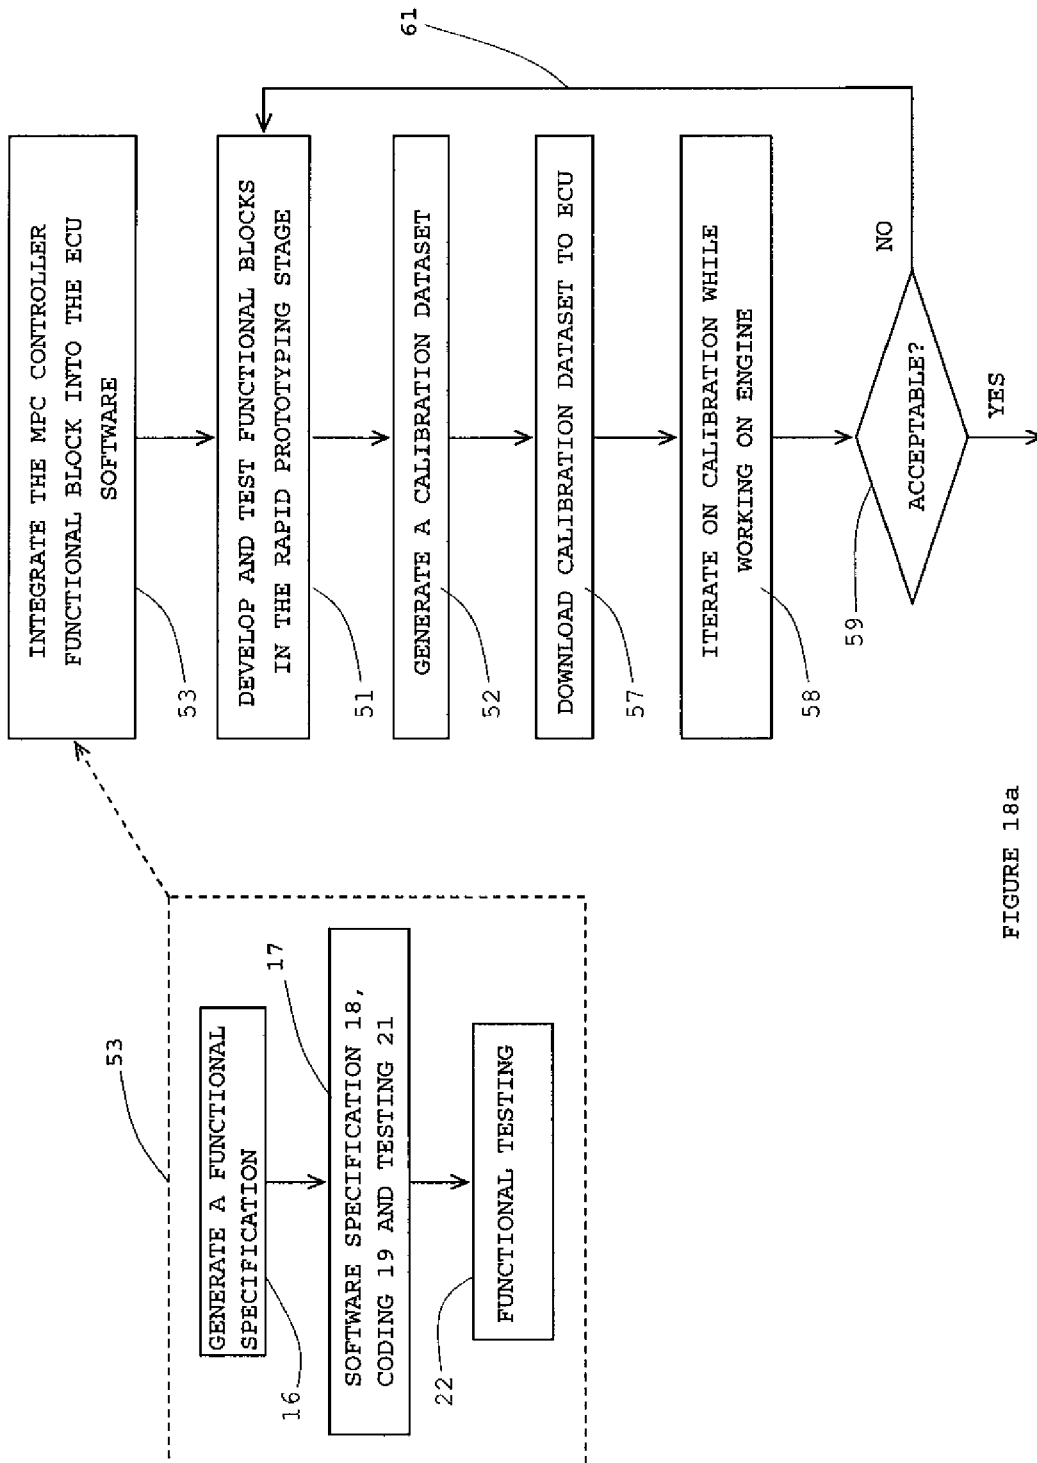 53
GENERATE A FUNCTIONAL
SPECIFICATION
16
SOFTWARE SPECIFICATION 18,
CODING 19 AND TESTING 21
17
FUNCTIONAL TESTING
22
INTEGRATE THE MPC CONTROLLER
FUNCTIONAL BLOCK INTO THE ECU
SOFTWARE
53
DEVELOP AND TEST FUNCTIONAL BLOCKS
IN THE RAPID PROTOTYPING STAGE
51
GENERATE A CALIBRATION DATASET
52
DOWNLOAD CALIBRATION DATASET TO ECU
57
ITERATE ON CALIBRATION WHILE
WORKING ON ENGINE
58
ACCEPTABLE?
59
NO
61
YES
FIGURE 18a